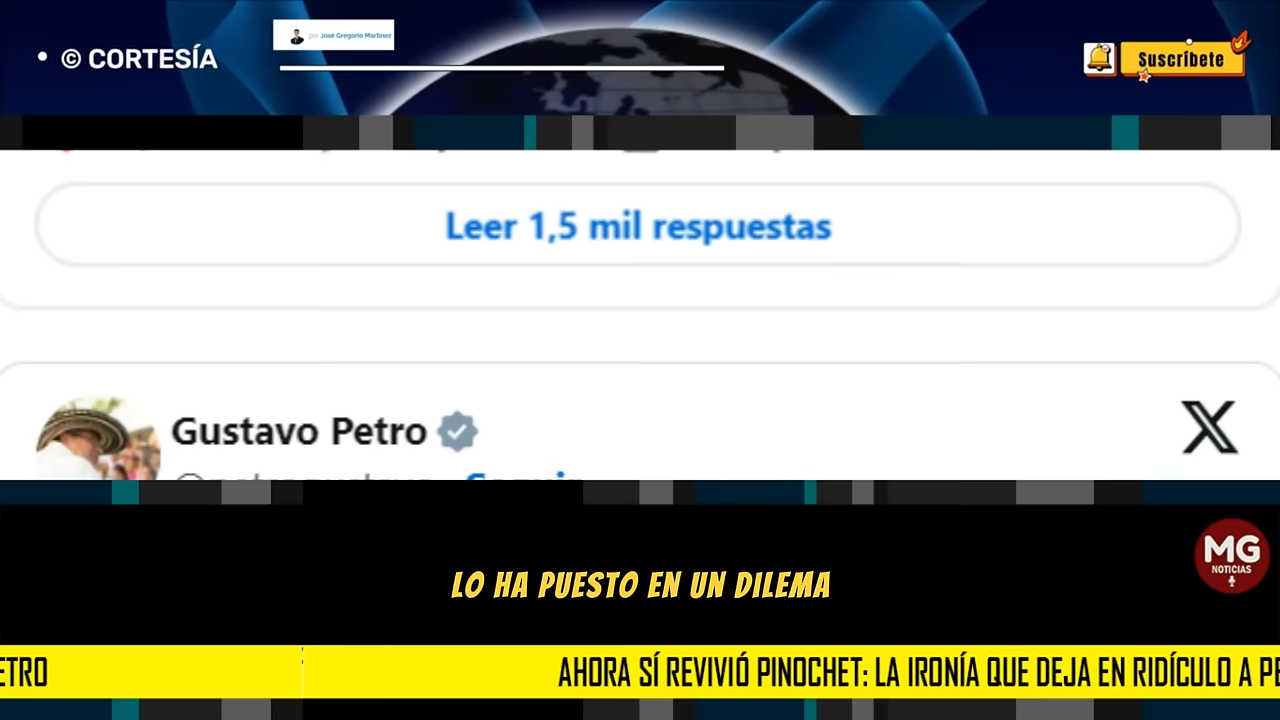 • © CORTESÍA
por José Gregorio Martínez
Suscríbete
Leer 1,5 mil respuestas
Gustavo Petro
X
MG
NOTICIAS
LO HA PUESTO EN UN DILEMA
ETRO
AHORA SÍ REVIVIÓ PINOCHET: LA IRONÍA QUE DEJA EN RIDÍCULO A PE